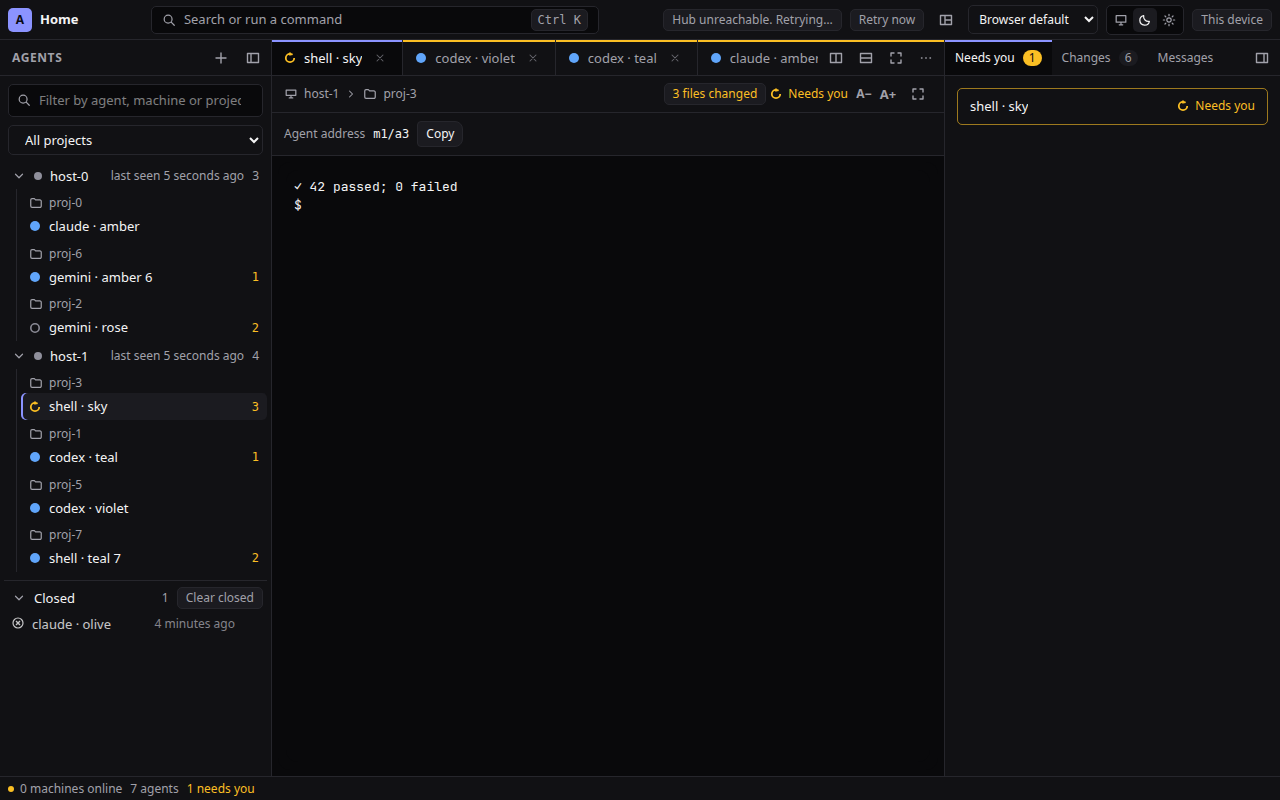 A Home Search or run a command Ctrl K Hub unreachable. Retrying... Retry now Browser default This device
AGENTS
shell · sky codex · violet codex · teal claude · amber
Needs you 1 Changes 6 Messages
Filter by agent, machine or projec
All projects
host-0 last seen 5 seconds ago 3
proj-0
claude · amber
proj-6
gemini · amber 6 1
proj-2
gemini · rose 2
host-1 last seen 5 seconds ago 4
proj-3
shell · sky 3
proj-1
codex · teal 1
proj-5
codex · violet
proj-7
shell · teal 7 2
Closed 1 Clear closed
claude · olive 4 minutes ago
host-1 proj-3 3 files changed Needs you A− A+
Agent address m1/a3 Copy
✓ 42 passed; 0 failed
$
shell · sky Needs you
0 machines online 7 agents 1 needs you